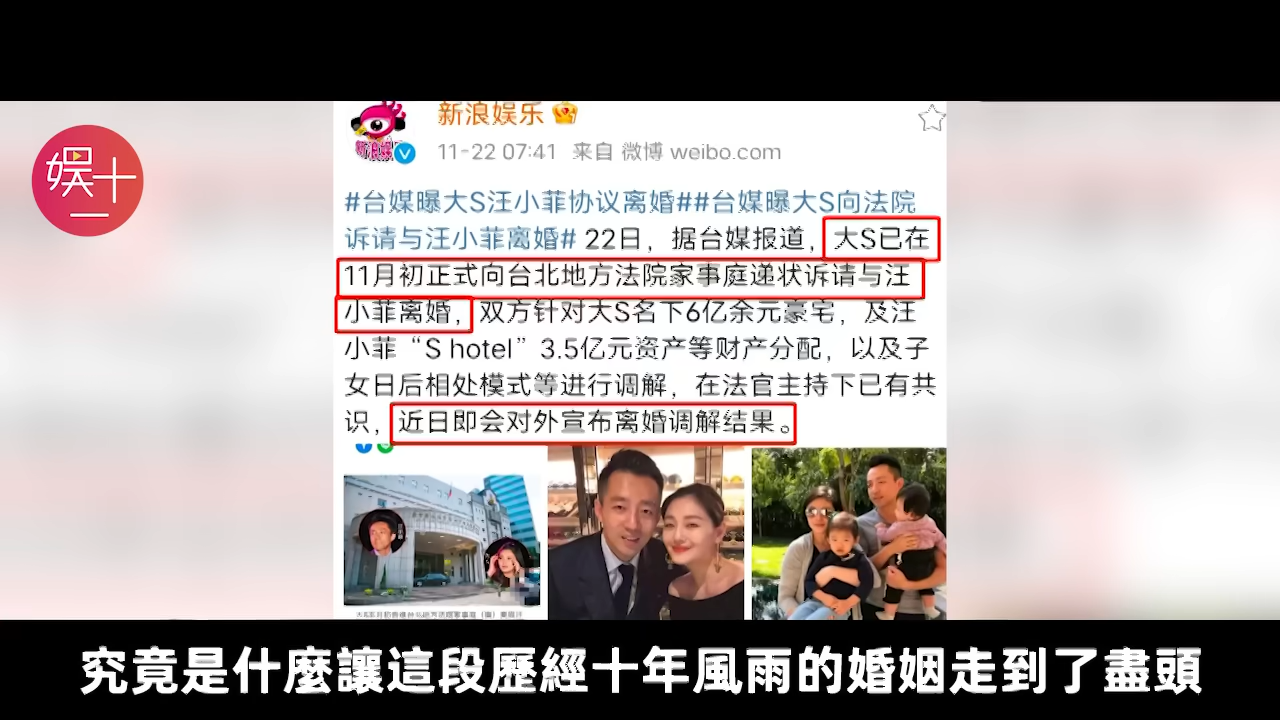 娱十一
新浪娱乐
11-22 07:41 来自 微博 weibo.com
#台媒曝大S汪小菲协议离婚##台媒曝大S向法院
诉请与汪小菲离婚# 22日，据台媒报道，大S已在
11月初正式向台北地方法院家事庭递状诉请与汪
小菲离婚，双方针对大S名下6亿余元豪宅，及汪
小菲“S hotel”3.5亿元资产等财产分配，以及子
女日后相处模式等进行调解，在法官主持下已有共
识，近日即会对外宣布离婚调解结果。
究竟是什麼讓這段歷經十年風雨的婚姻走到了盡頭